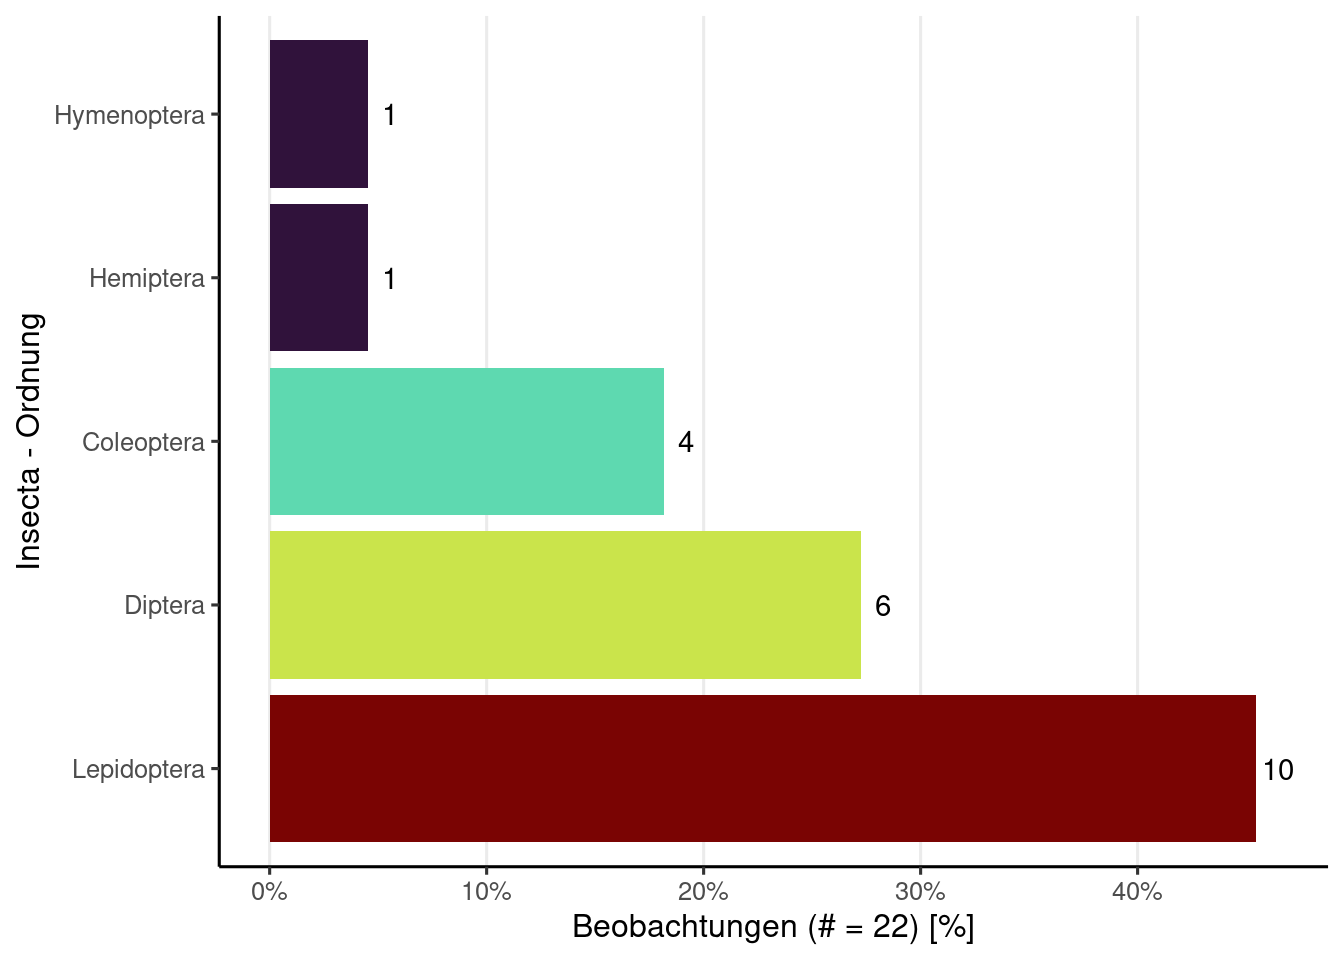 Hymenoptera
1
Hemiptera
1
Coleoptera
4
Diptera
6
Lepidoptera
10
Insecta - Ordnung
0% 10% 20% 30% 40%
Beobachtungen (# = 22) [%]